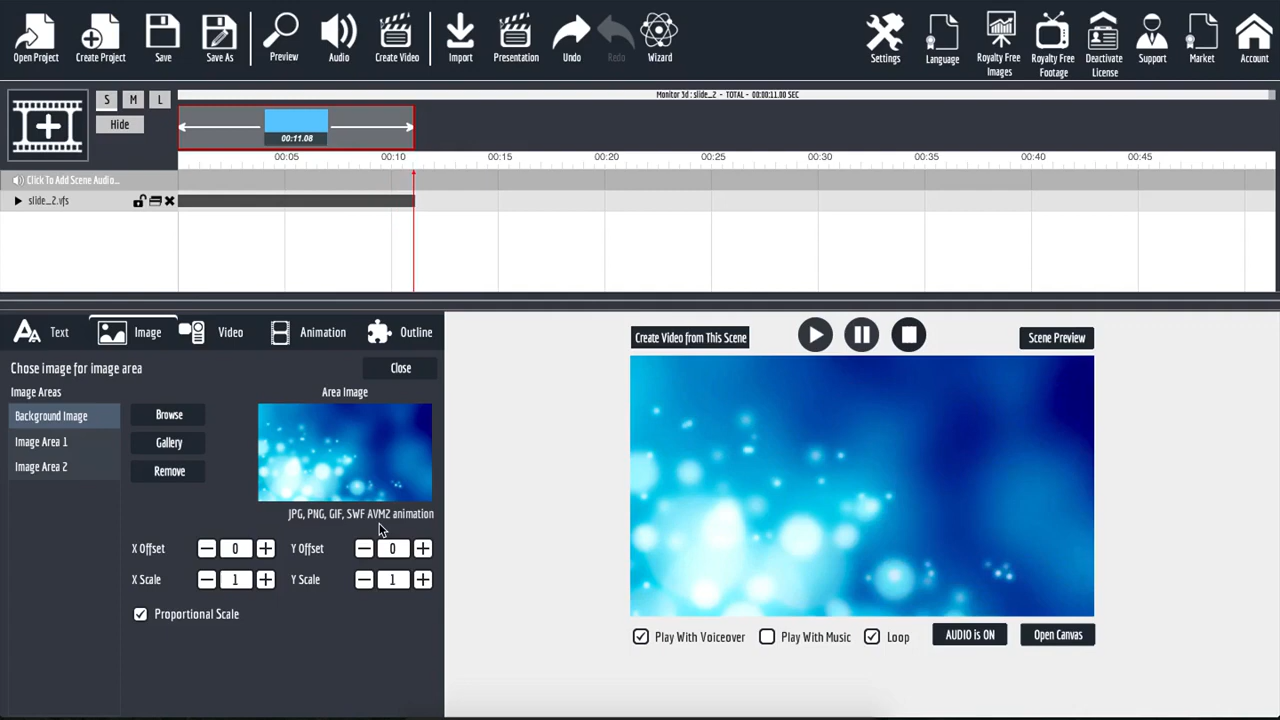 Open Project Create Project Save Save As Preview Audio Create Video Import Presentation Undo Redo Wizard Settings Language Royalty Free Images Royalty Free Footage Deactivate License Support Market Account
S M L
Monitor 3d : slide_2 - TOTAL - 00:00:11.00 SEC
Hide
00:11.08
00:05 00:10 00:15 00:20 00:25 00:30 00:35 00:40 00:45
Click To Add Scene Audio...
slide_2.vfs
Text Image Video Animation Outline
Create Video from This Scene Scene Preview
Chose image for image area Close
Image Areas Area Image
Background Image Browse
Image Area 1 Gallery
Image Area 2 Remove
JPG, PNG, GIF, SWF AVM2 animation
X Offset 0 Y Offset 0
X Scale 1 Y Scale 1
Proportional Scale
Play With Voiceover Play With Music Loop AUDIO is ON Open Canvas